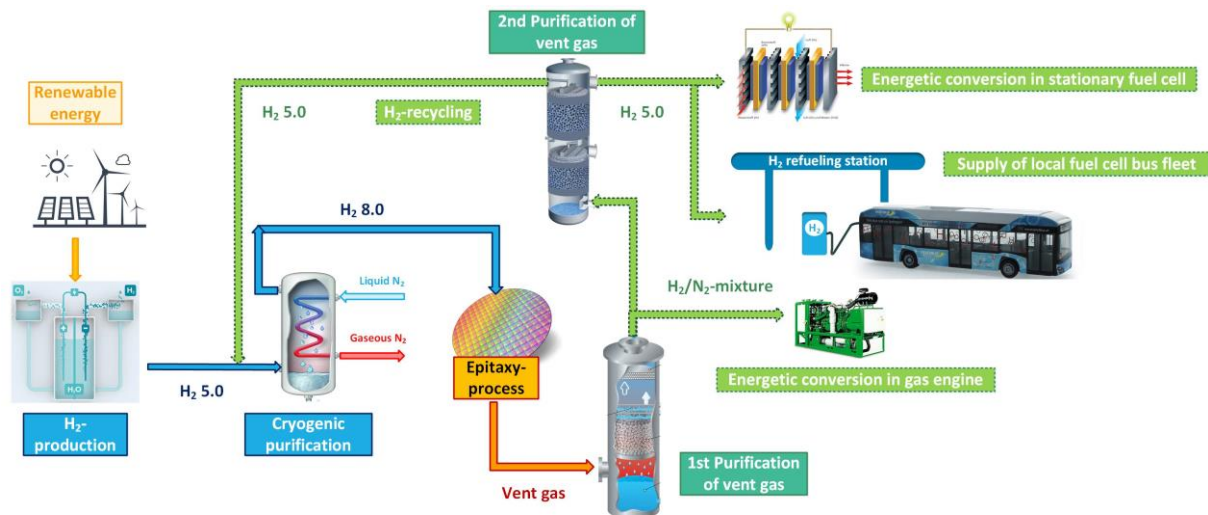 2nd Purification of
vent gas
Energetic conversion in stationary fuel cell
Renewable
energy
H₂ 5.0
H₂-recycling
H₂ 5.0
H₂ refueling station
Supply of local fuel cell bus fleet
H₂
H₂ 8.0
Liquid N₂
Gaseous N₂
H₂/N₂-mixture
O₂
H₂
H₂O
H₂ 5.0
Epitaxy-
process
Energetic conversion in gas engine
H₂-
production
Cryogenic
purification
1st Purification
of vent gas
Vent gas